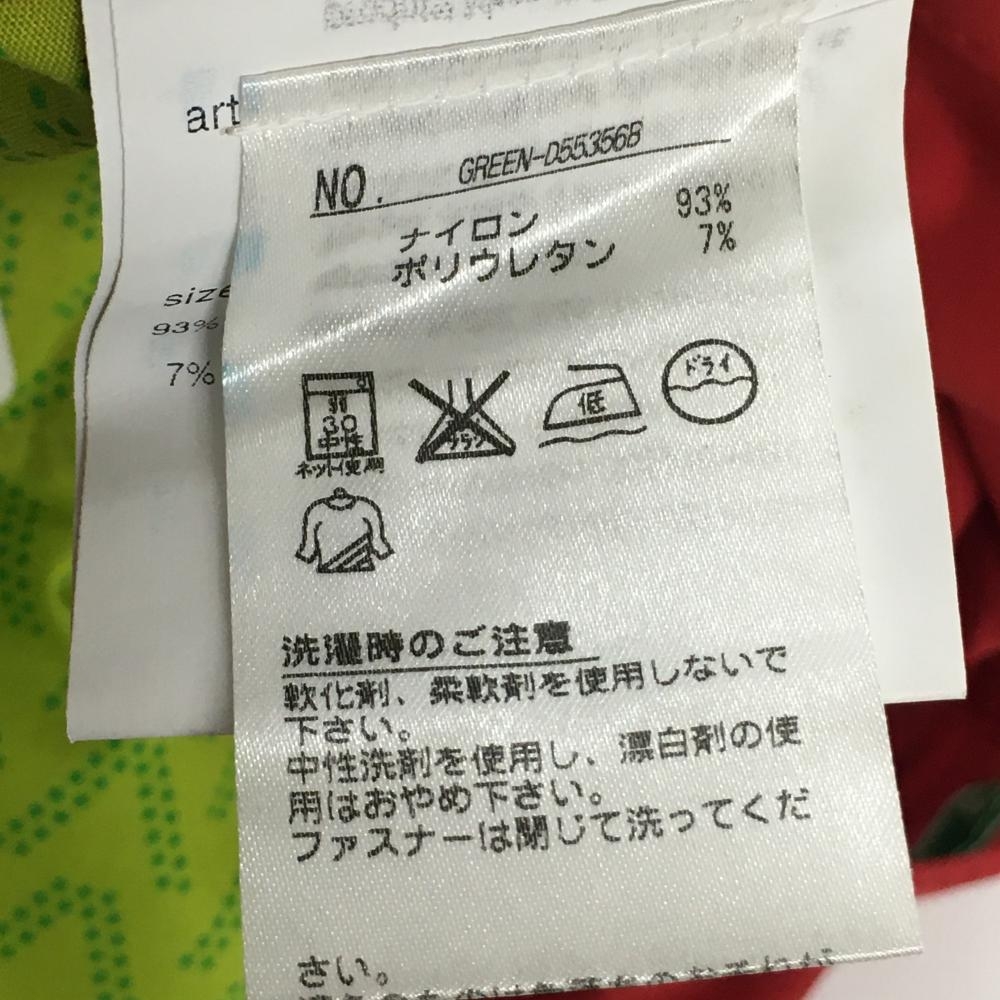 art
NO. GREEN-D55356B
ナイロン 93%
ポリウレタン 7%
size
93%
7%
弱
30
中性
ネット使用
低
ドライ
洗濯時のご注意
軟化剤、柔軟剤を使用しないで
下さい。
中性洗剤を使用し、漂白剤の使
用はおやめ下さい。
ファスナーは閉じて洗ってくだ
さい。